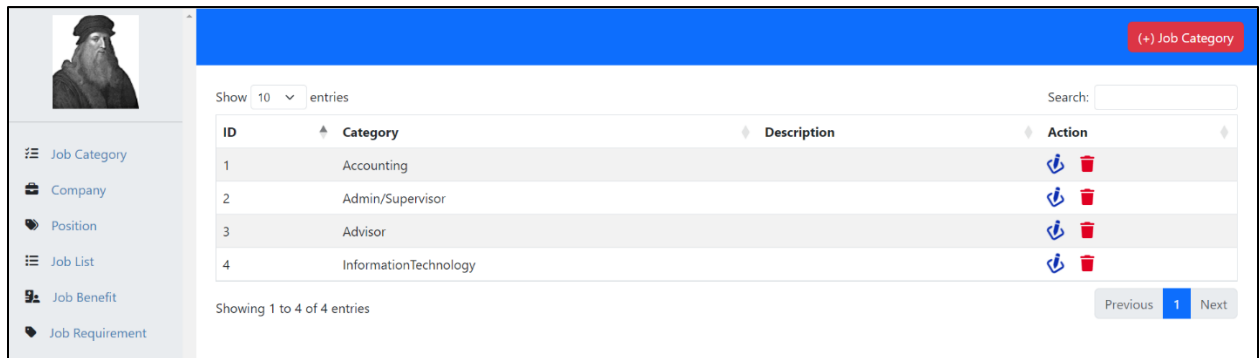 (+) Job Category
Job Category
Company
Position
Job List
Job Benefit
Job Requirement
Show 10 entries Search:
ID Category Description Action
1 Accounting
2 Admin/Supervisor
3 Advisor
4 InformationTechnology
Showing 1 to 4 of 4 entries Previous 1 Next